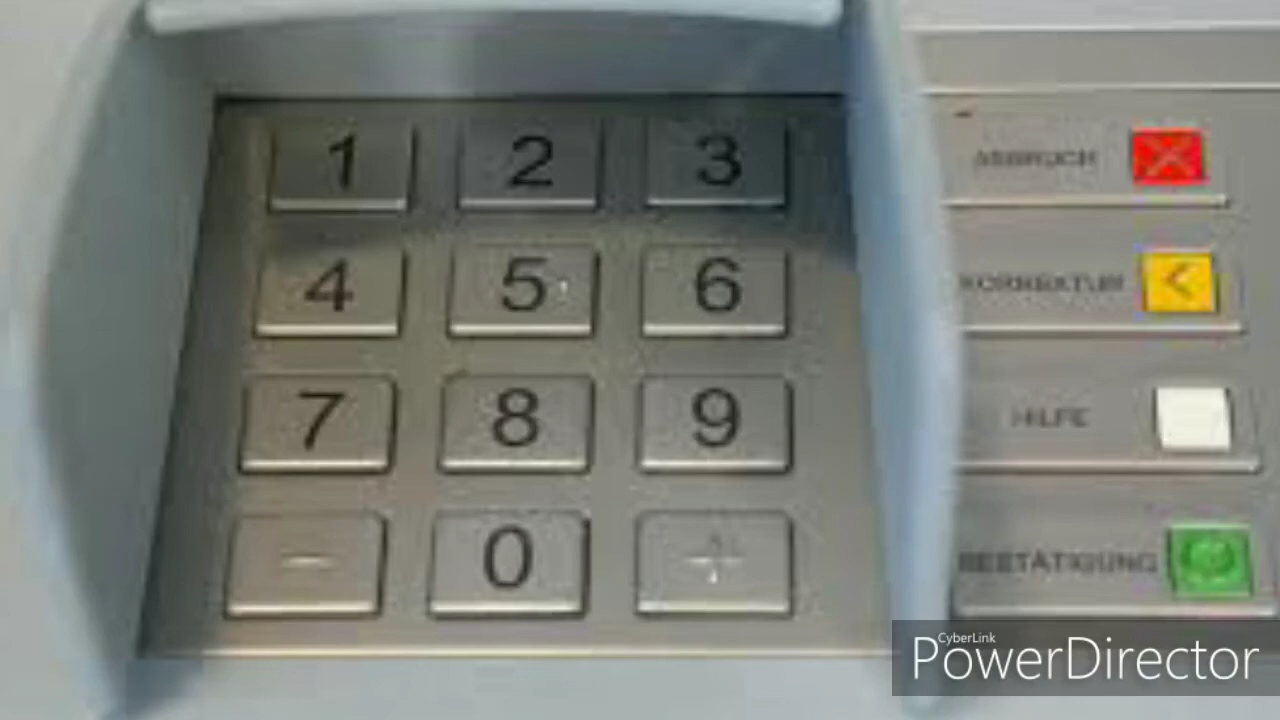 1 2 3
ABBRUCH
4 5 6
KORREKTUR
7 8 9
HILFE
- 0 +
BESTÄTIGUNG
CyberLink
PowerDirector